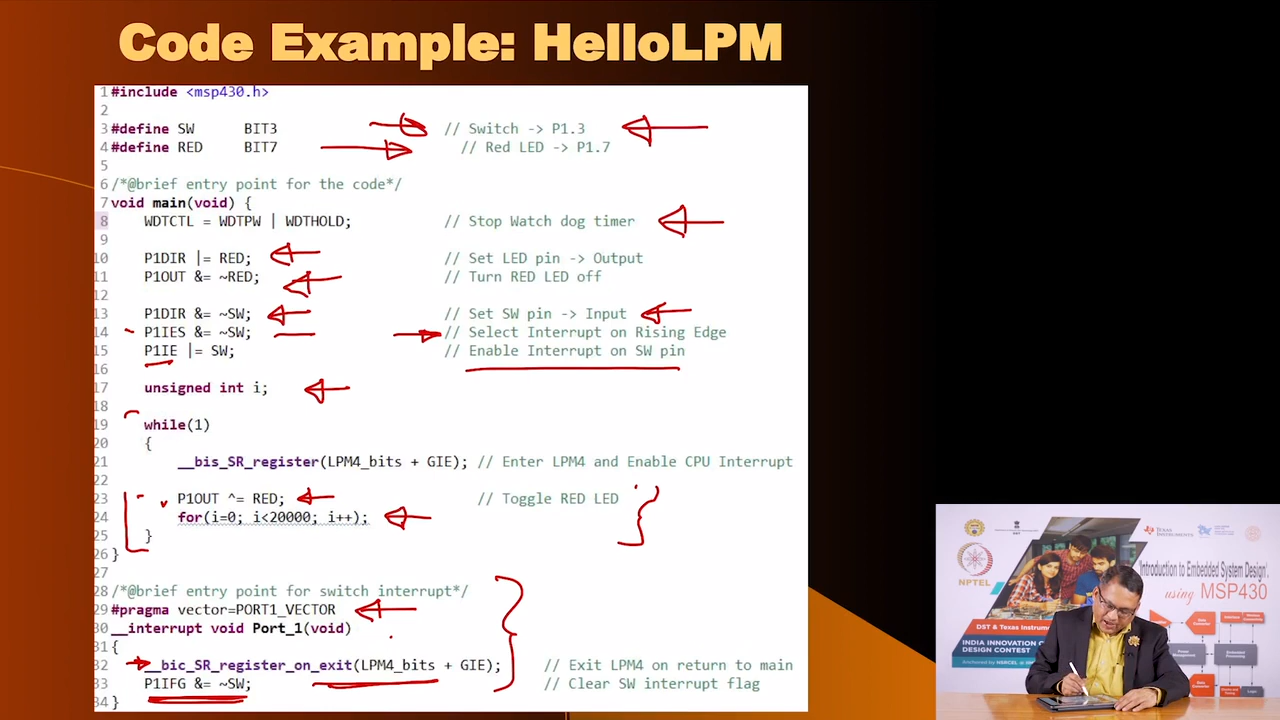 Code Example: HelloLPM
1 #include <msp430.h>
2
3 #define SW BIT3 // Switch -> P1.3
4 #define RED BIT7 // Red LED -> P1.7
5
6 /*@brief entry point for the code*/
7 void main(void) {
8 WDTCTL = WDTPW | WDTHOLD; // Stop Watch dog timer
9
10 P1DIR |= RED; // Set LED pin -> Output
11 P1OUT &= ~RED; // Turn RED LED off
12
13 P1DIR &= ~SW; // Set SW pin -> Input
14 P1IES &= ~SW; // Select Interrupt on Rising Edge
15 P1IE |= SW; // Enable Interrupt on SW pin
16
17 unsigned int i;
18
19 while(1)
20 {
21 __bis_SR_register(LPM4_bits + GIE); // Enter LPM4 and Enable CPU Interrupt
22
23 P1OUT ^= RED; // Toggle RED LED
24 for(i=0; i<20000; i++);
25 }
26 }
27
28 /*@brief entry point for switch interrupt*/
29 #pragma vector=PORT1_VECTOR
30 __interrupt void Port_1(void)
31 {
32 __bic_SR_register_on_exit(LPM4_bits + GIE); // Exit LPM4 on return to main
33 P1IFG &= ~SW; // Clear SW interrupt flag
34 }
NPTEL
TEXAS INSTRUMENTS
'Introduction to Embedded System Design'
using MSP430
DST & Texas Instrum
INDIA INNOVATION C
DESIGN CONTEST